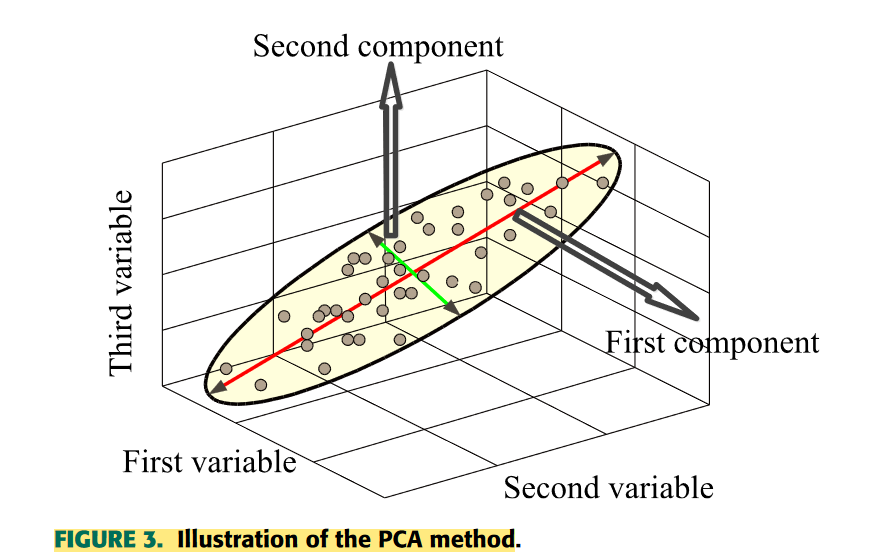 Second component
Third variable
First component
First variable
Second variable
FIGURE 3. Illustration of the PCA method.